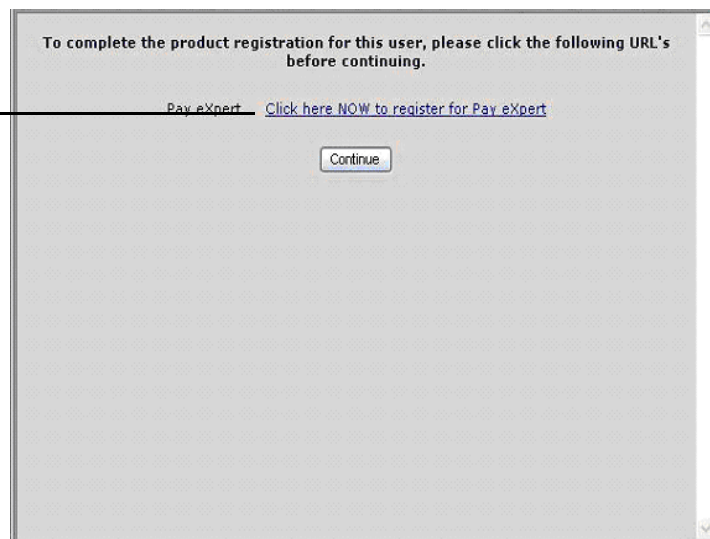 To complete the product registration for this user, please click the following URL's
before continuing.
Pay eXpert Click here NOW to register for Pay eXpert
Continue